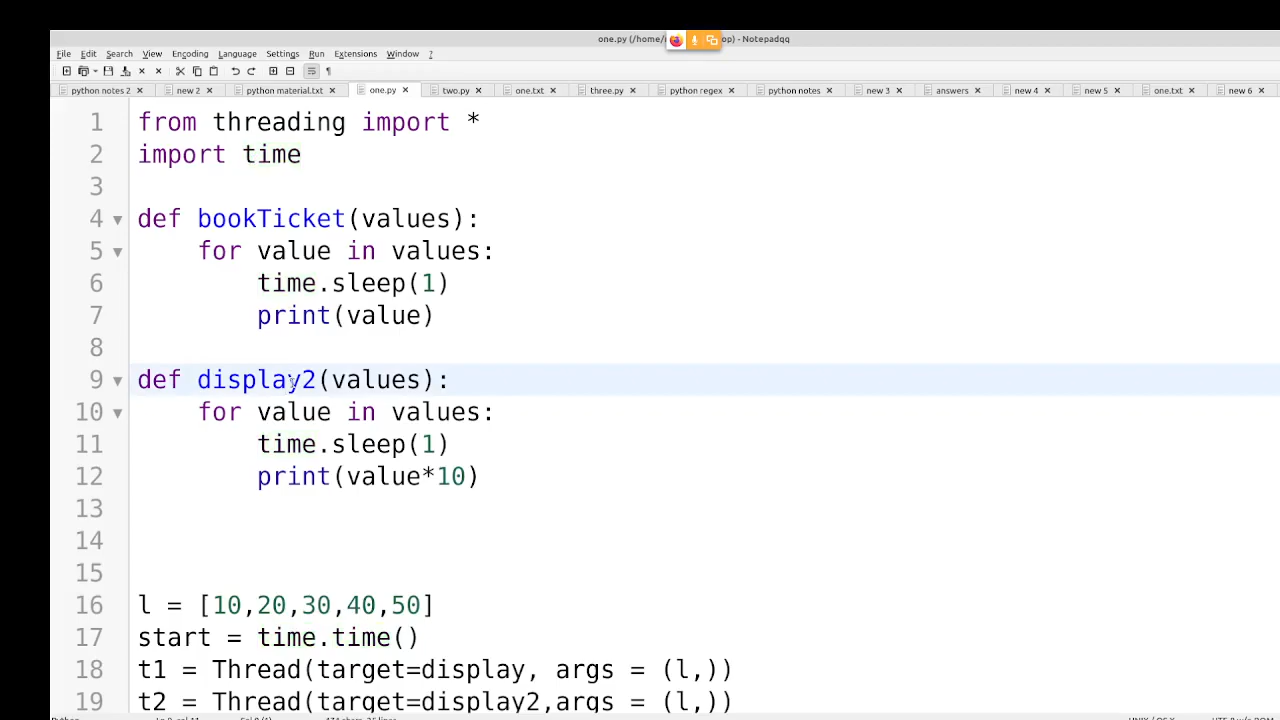 one.py (/home/ op) - Notepadqq
File Edit Search View Encoding Language Settings Run Extensions Window ?
python notes 2 new 2 python material.txt one.py two.py one.txt three.py python regex python notes new 3 answers new 4 new 5 one.txt new 6
1 from threading import *
2 import time
3
4 def bookTicket(values):
5 for value in values:
6 time.sleep(1)
7 print(value)
8
9 def display2(values):
10 for value in values:
11 time.sleep(1)
12 print(value*10)
13
14
15
16 l = [10,20,30,40,50]
17 start = time.time()
18 t1 = Thread(target=display, args = (l,))
19 t2 = Thread(target=display2,args = (l,))